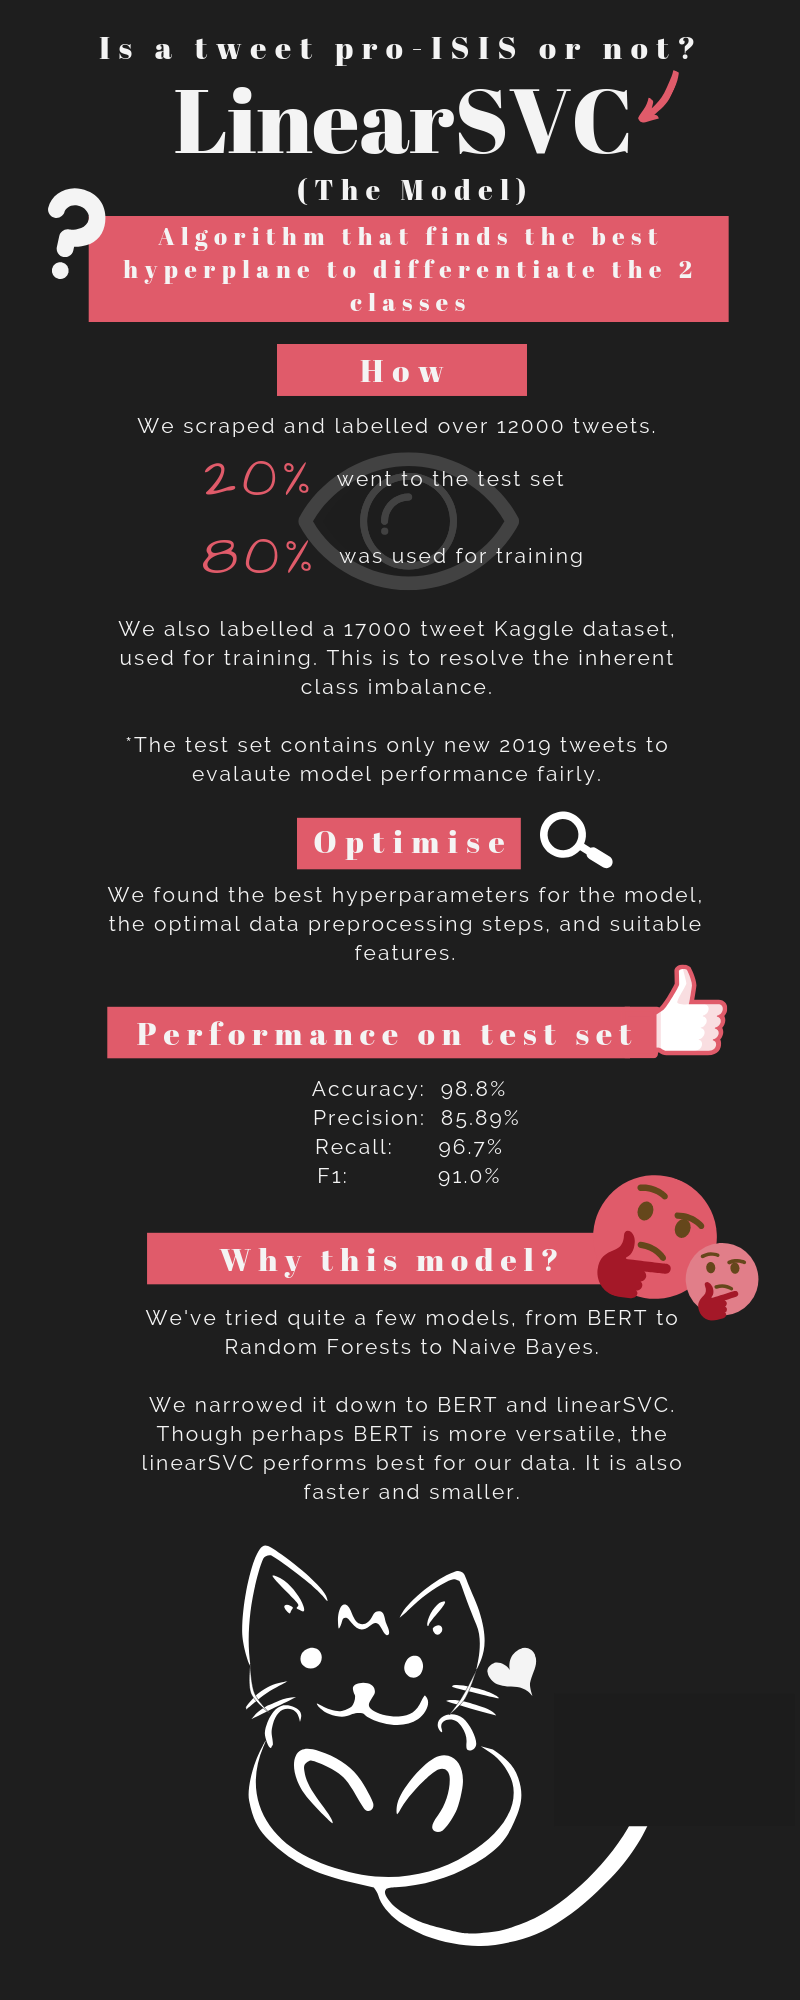 Is a tweet pro-ISIS or not?
LinearSVC
(The Model)
Algorithm that finds the best
hyperplane to differentiate the 2
classes
How
We scraped and labelled over 12000 tweets.
20% went to the test set
80% was used for training
We also labelled a 17000 tweet Kaggle dataset,
used for training. This is to resolve the inherent
class imbalance.
*The test set contains only new 2019 tweets to
evalaute model performance fairly.
Optimise
We found the best hyperparameters for the model,
the optimal data preprocessing steps, and suitable
features.
Performance on test set
Accuracy: 98.8%
Precision: 85.89%
Recall: 96.7%
F1: 91.0%
Why this model?
We've tried quite a few models, from BERT to
Random Forests to Naive Bayes.
We narrowed it down to BERT and linearSVC.
Though perhaps BERT is more versatile, the
linearSVC performs best for our data. It is also
faster and smaller.